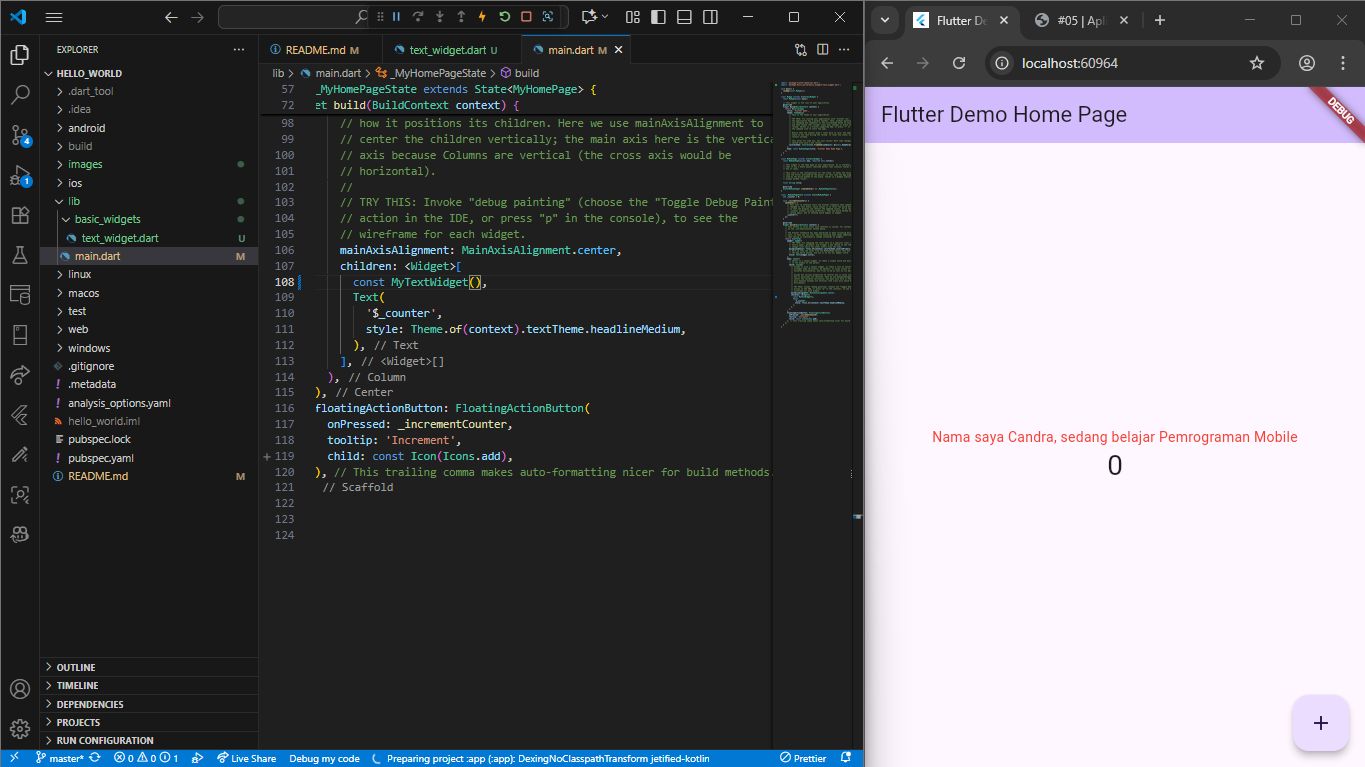 EXPLORER
HELLO_WORLD
.dart_tool
.idea
android
build
images
ios
lib
basic_widgets
text_widget.dart U
main.dart M
linux
macos
test
web
windows
.gitignore
.metadata
analysis_options.yaml
hello_world.iml
pubspec.lock
pubspec.yaml
README.md M
OUTLINE
TIMELINE
DEPENDENCIES
PROJECTS
RUN CONFIGURATION
4
1
README.md M
text_widget.dart U
main.dart M
lib > main.dart > _MyHomePageState > build
57 _MyHomePageState extends State<MyHomePage> {
72 et build(BuildContext context) {
98 // how it positions its children. Here we use mainAxisAlignment to
99 // center the children vertically; the main axis here is the vertica
100 // axis because Columns are vertical (the cross axis would be
101 // horizontal).
102 //
103 // TRY THIS: Invoke "debug painting" (choose the "Toggle Debug Paint
104 // action in the IDE, or press "p" in the console), to see the
105 // wireframe for each widget.
106 mainAxisAlignment: MainAxisAlignment.center,
107 children: <Widget>[
108 const MyTextWidget(),
109 Text(
110 '$_counter',
111 style: Theme.of(context).textTheme.headlineMedium,
112 ), // Text
113 ], // <Widget>[]
114 ), // Column
115 ), // Center
116 floatingActionButton: FloatingActionButton(
117 onPressed: _incrementCounter,
118 tooltip: 'Increment',
119 child: const Icon(Icons.add),
120 ), // This trailing comma makes auto-formatting nicer for build methods.
121 // Scaffold
122
123
124
master* 0 0 1 Live Share Debug my code Preparing project :app (:app): DexingNoClasspathTransform jetified-kotlin Prettier
Flutter De
#05 | Apli
localhost:60964
Flutter Demo Home Page
DEBUG
Nama saya Candra, sedang belajar Pemrograman Mobile
0
+